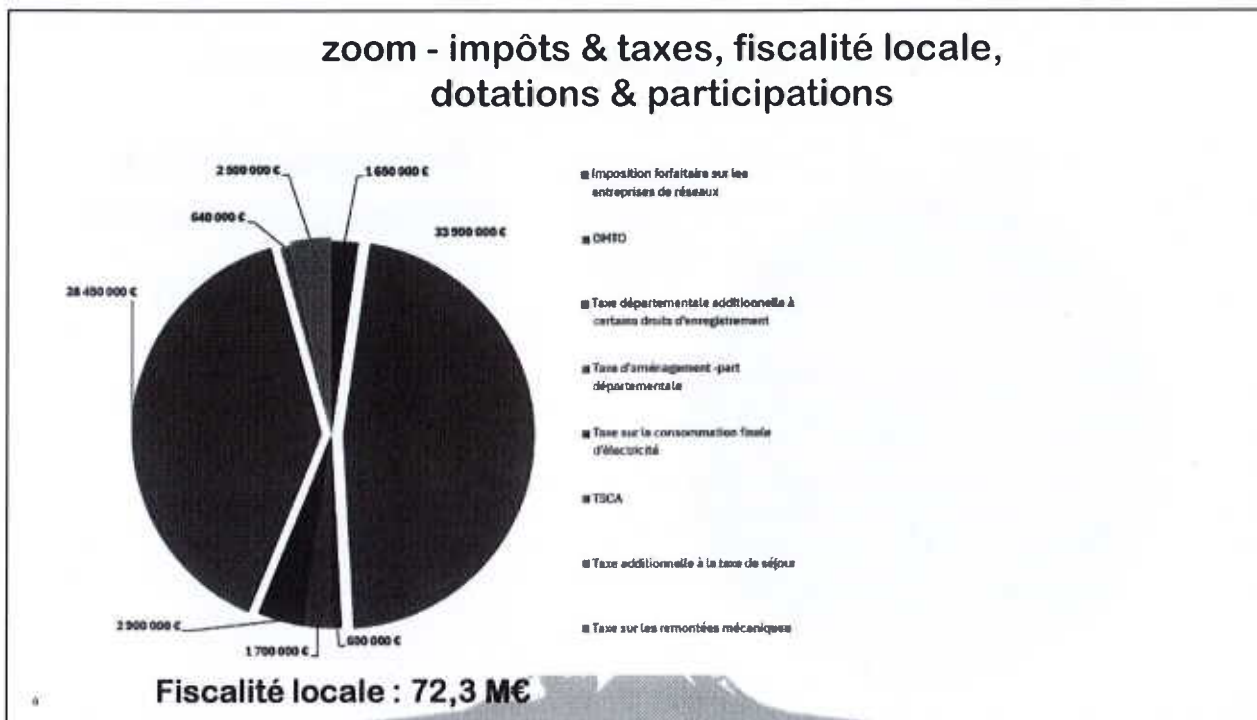 zoom - impôts & taxes, fiscalité locale,
dotations & participations
2 500 000 €
1 650 000 €
640 000 €
33 900 000 €
28 450 000 €
2 900 000 €
1 700 000 €
600 000 €
Imposition forfaitaire sur les
entreprises de réseaux
DMTO
Taxe départementale additionnelle à
certains droits d'enregistrement
Taxe d'aménagement -part
départementale
Taxe sur la consommation finale
d'électricité
TSCA
Taxe additionnelle à la taxe de séjour
Taxe sur les remontées mécaniques
Fiscalité locale : 72,3 M€